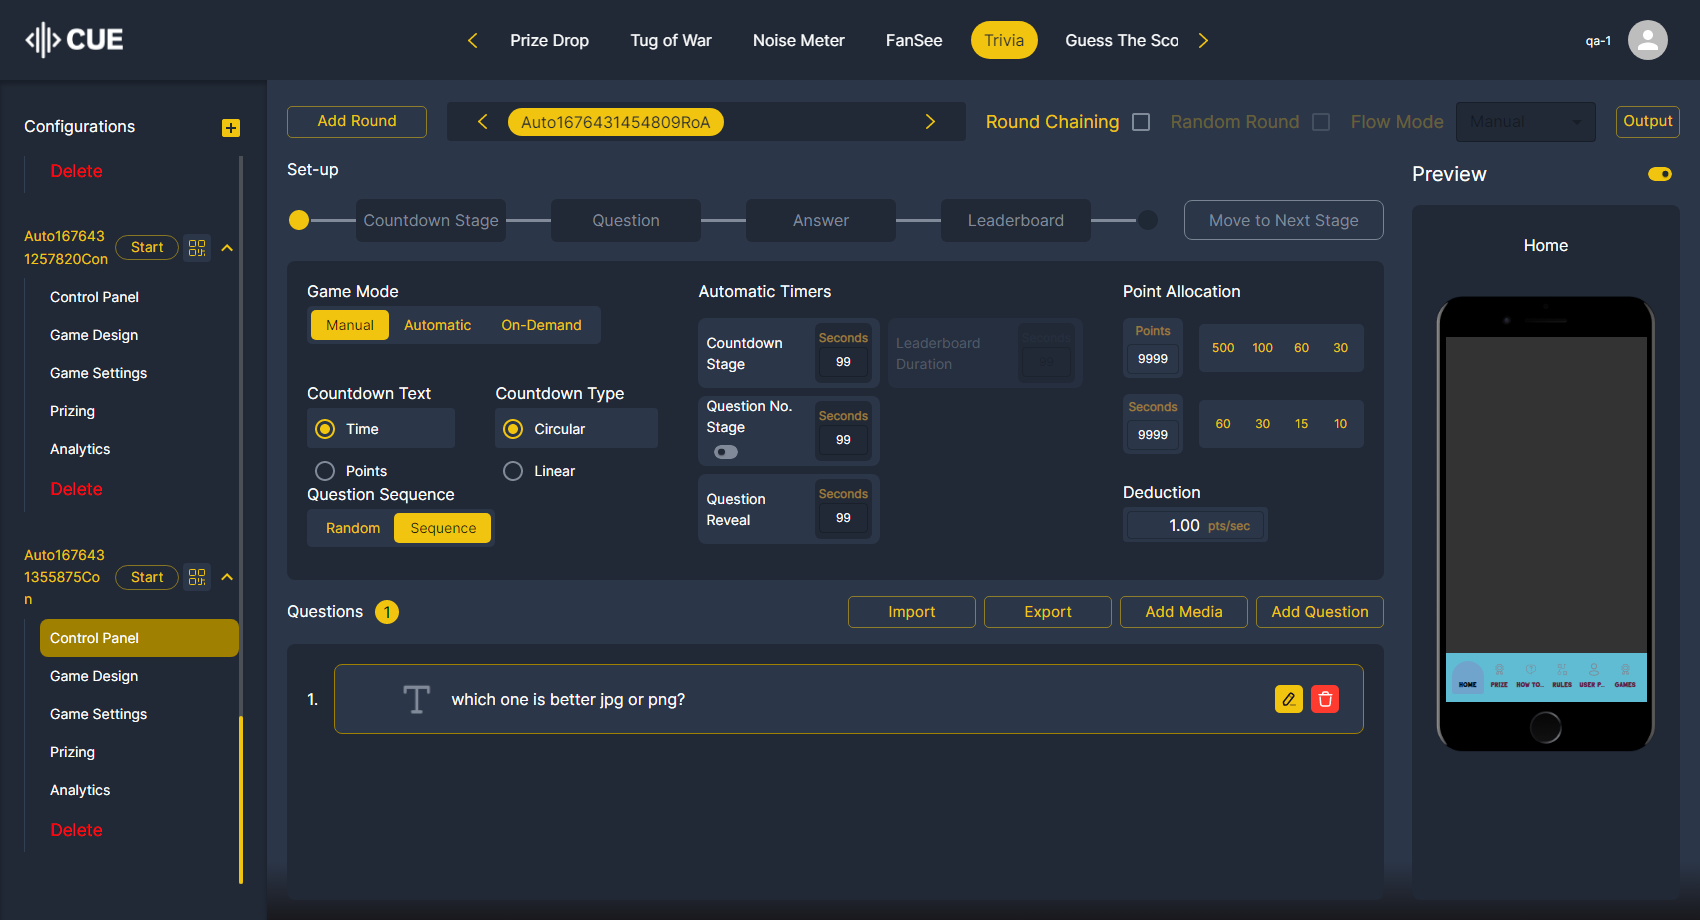 CUE
Prize Drop
Tug of War
Noise Meter
FanSee
Trivia
Guess The Sco
qa-1
Configurations
Delete
Auto167643
1257820Con
Start
Control Panel
Game Design
Game Settings
Prizing
Analytics
Delete
Auto167643
1355875Co
n
Start
Control Panel
Game Design
Game Settings
Prizing
Analytics
Delete
Add Round
Auto1676431454809RoA
Round Chaining
Random Round
Flow Mode
Manual
Output
Set-up
Countdown Stage
Question
Answer
Leaderboard
Move to Next Stage
Game Mode
Manual
Automatic
On-Demand
Countdown Text
Time
Points
Countdown Type
Circular
Linear
Question Sequence
Random
Sequence
Automatic Timers
Countdown
Stage
Seconds
99
Leaderboard
Duration
Seconds
Question No.
Stage
Seconds
99
Question
Reveal
Seconds
99
Point Allocation
Points
9999
500 100 60 30
Seconds
9999
60 30 15 10
Deduction
1.00 pts/sec
Questions 1
Import
Export
Add Media
Add Question
1.
T
which one is better jpg or png?
Preview
Home
HOME
PRIZE
HOW TO..
RULES
USER P..
GAMES